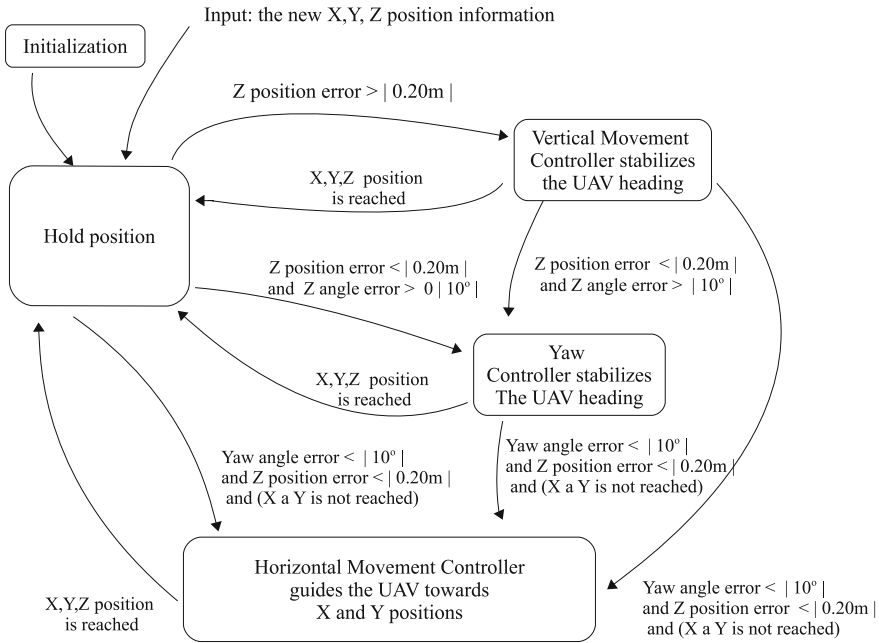 Input: the new X,Y, Z position information
Initialization
Z position error > | 0.20m |
Vertical Movement
Controller stabilizes
the UAV heading
X,Y,Z position
is reached
Hold position
Z position error < | 0.20m |
and Z angle error > 0 | 10º |
Z position error < | 0.20m |
and Z angle error > | 10º |
Yaw
Controller stabilizes
The UAV heading
X,Y,Z position
is reached
Yaw angle error < | 10º |
and Z position error < | 0.20m |
and (X a Y is not reached)
Yaw angle error < | 10º |
and Z position error < | 0.20m |
and (X a Y is not reached)
Horizontal Movement Controller
guides the UAV towards
X and Y positions
X,Y,Z position
is reached
Yaw angle error < | 10º |
and Z position error < | 0.20m |
and (X a Y is not reached)